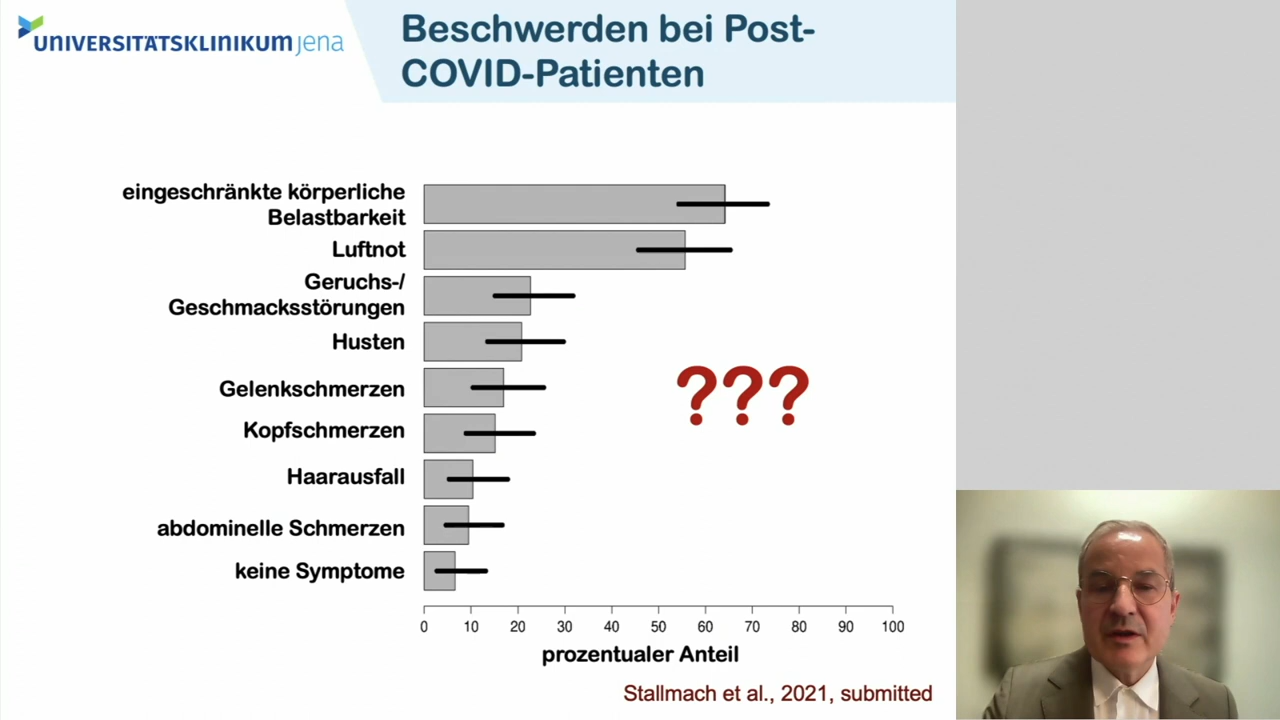 UNIVERSITÄTSKLINIKUM jena
Beschwerden bei Post-
COVID-Patienten
eingeschränkte körperliche
Belastbarkeit
Luftnot
Geruchs-/
Geschmacksstörungen
Husten
Gelenkschmerzen
Kopfschmerzen
Haarausfall
abdominelle Schmerzen
keine Symptome
???
0 10 20 30 40 50 60 70 80 90 100
prozentualer Anteil
Stallmach et al., 2021, submitted